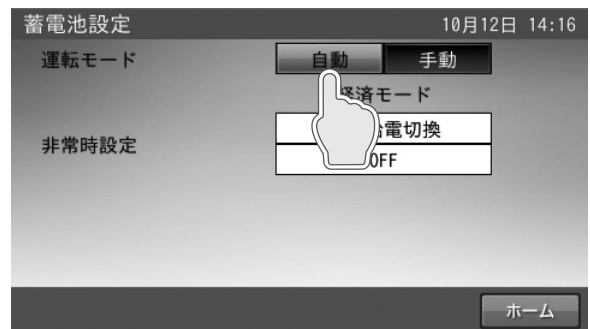 蓄電池設定 10月12日 14:16
運転モード 自動 手動
経済モード
非常時設定
電切換
OFF
ホーム